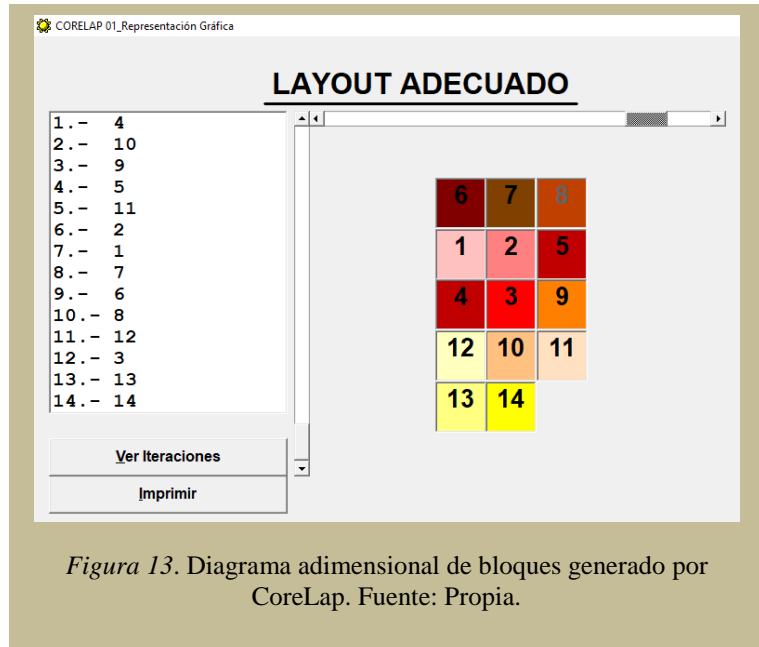 CORELAP 01_Representación Gráfica
LAYOUT ADECUADO
1.- 4
2.- 10
3.- 9
4.- 5
5.- 11
6.- 2
7.- 1
8.- 7
9.- 6
10.- 8
11.- 12
12.- 3
13.- 13
14.- 14
Ver Iteraciones
Imprimir
6 7 8
1 2 5
4 3 9
12 10 11
13 14
Figura 13. Diagrama adimensional de bloques generado por
CoreLap. Fuente: Propia.